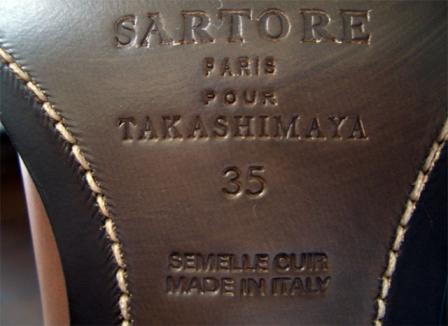 SARTORE
PARIS
POUR
TAKASHIMAYA
35
SEMELLE CUIR
MADE IN ITALY